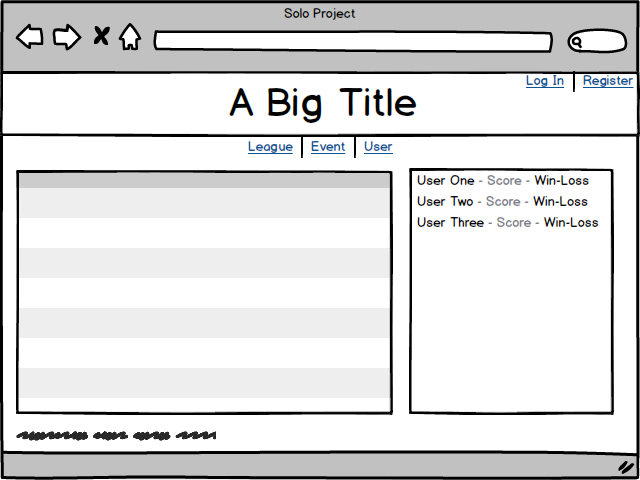 Solo Project
Log In Register
A Big Title
League Event User
User One - Score - Win-Loss
User Two - Score - Win-Loss
User Three - Score - Win-Loss